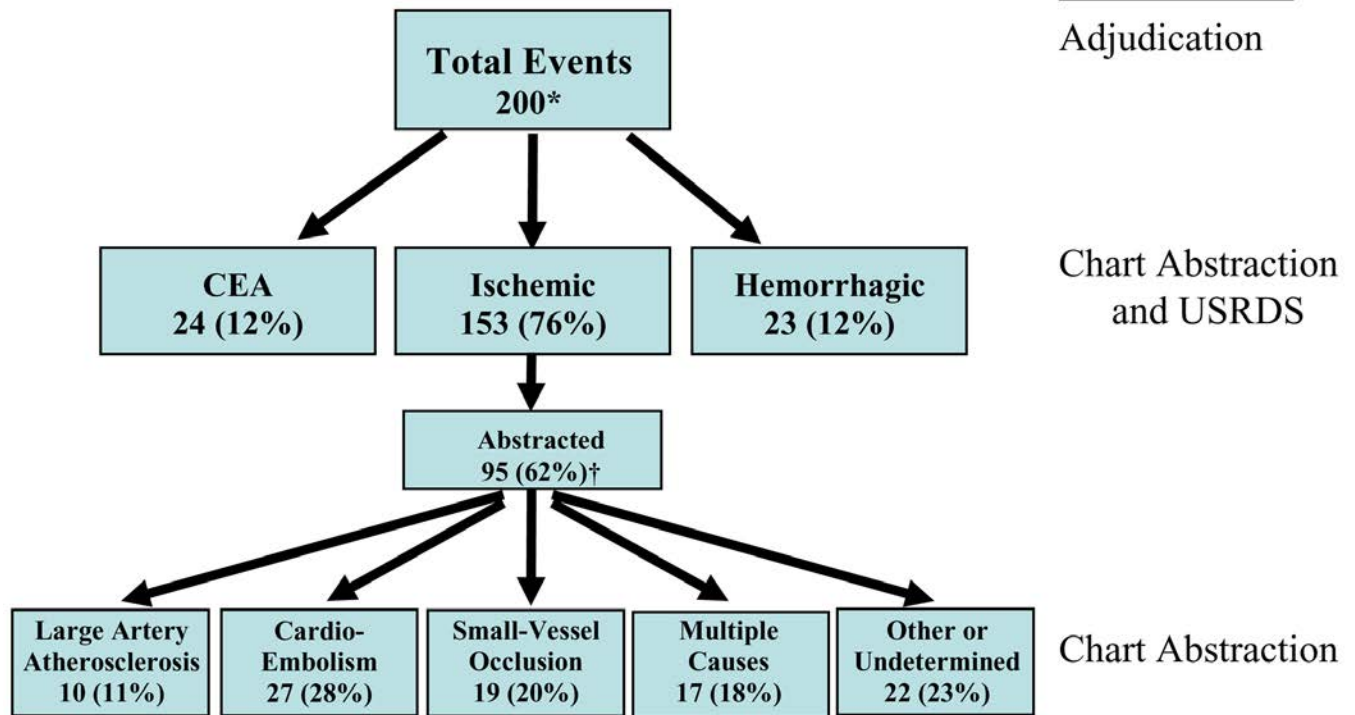 Adjudication
Total Events
200*
CEA
24 (12%)
Ischemic
153 (76%)
Hemorrhagic
23 (12%)
Chart Abstraction
and USRDS
Abstracted
95 (62%)†
Large Artery
Atherosclerosis
10 (11%)
Cardio-
Embolism
27 (28%)
Small-Vessel
Occlusion
19 (20%)
Multiple
Causes
17 (18%)
Other or
Undetermined
22 (23%)
Chart Abstraction